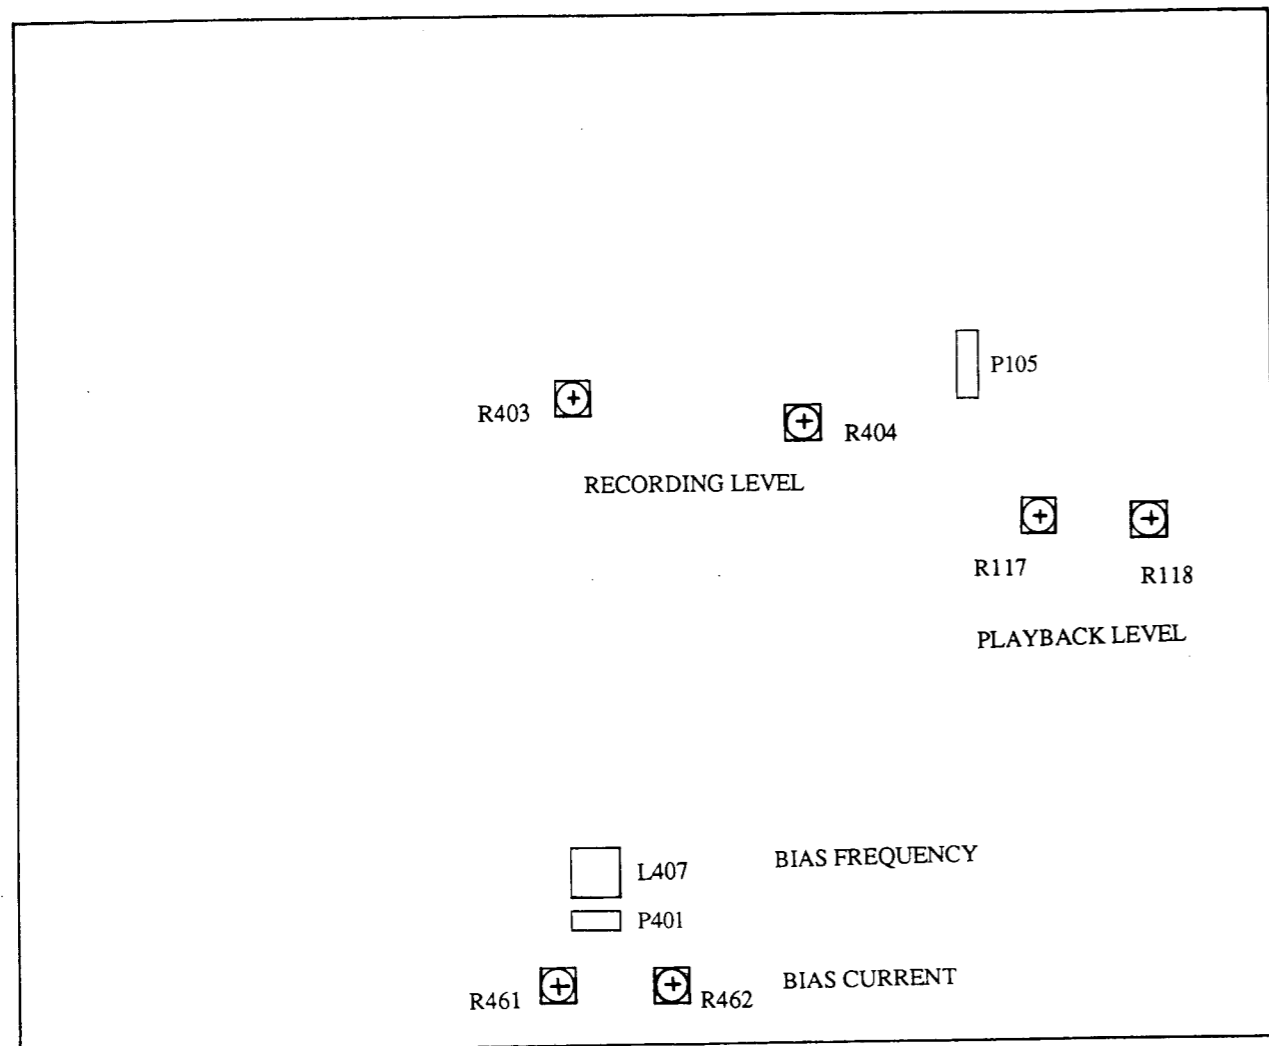 P105
R403
R404
RECORDING LEVEL
R117
R118
PLAYBACK LEVEL
L407
BIAS FREQUENCY
P401
R461
R462
BIAS CURRENT